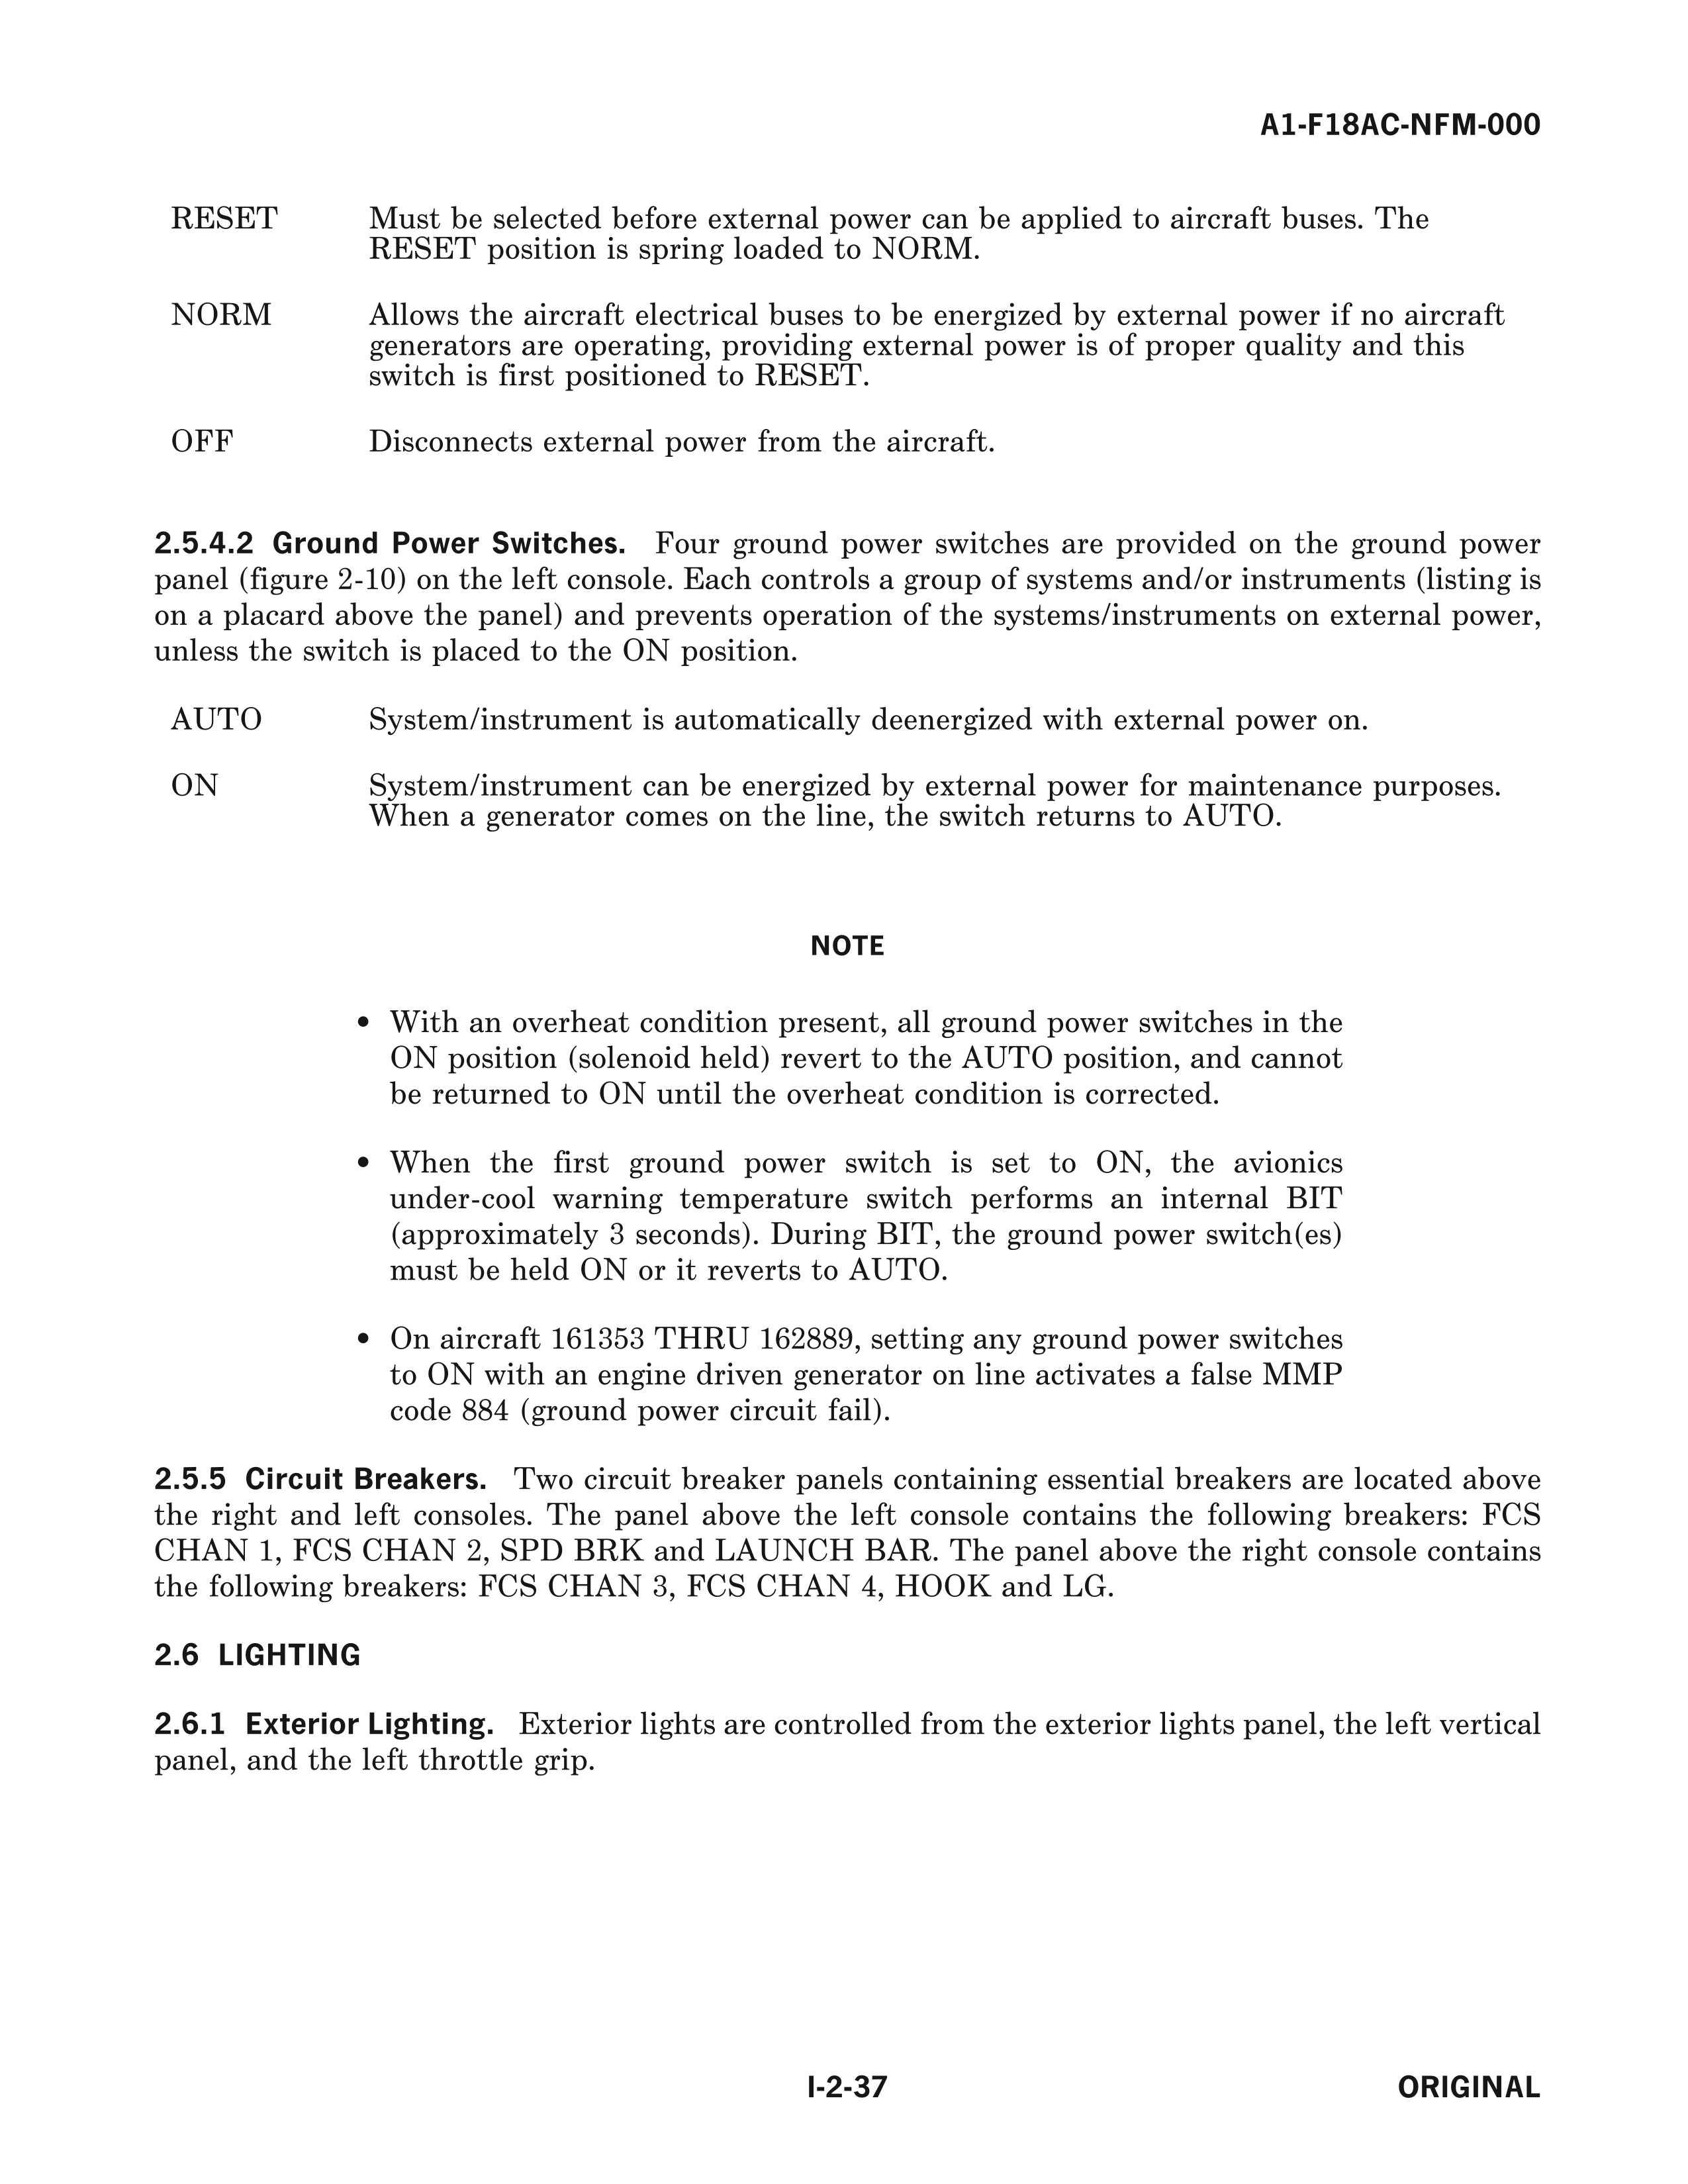 A1-F18AC-NFM-000
RESET Must be selected before external power can be applied to aircraft buses. The
RESET position is spring loaded to NORM.
NORM Allows the aircraft electrical buses to be energized by external power if no aircraft
generators are operating, providing external power is of proper quality and this
switch is first positioned to RESET.
OFF Disconnects external power from the aircraft.
2.5.4.2 Ground Power Switches. Four ground power switches are provided on the ground power
panel (figure 2-10) on the left console. Each controls a group of systems and/or instruments (listing is
on a placard above the panel) and prevents operation of the systems/instruments on external power,
unless the switch is placed to the ON position.
AUTO System/instrument is automatically deenergized with external power on.
ON System/instrument can be energized by external power for maintenance purposes.
When a generator comes on the line, the switch returns to AUTO.
NOTE
• With an overheat condition present, all ground power switches in the
ON position (solenoid held) revert to the AUTO position, and cannot
be returned to ON until the overheat condition is corrected.
• When the first ground power switch is set to ON, the avionics
under-cool warning temperature switch performs an internal BIT
(approximately 3 seconds). During BIT, the ground power switch(es)
must be held ON or it reverts to AUTO.
• On aircraft 161353 THRU 162889, setting any ground power switches
to ON with an engine driven generator on line activates a false MMP
code 884 (ground power circuit fail).
2.5.5 Circuit Breakers. Two circuit breaker panels containing essential breakers are located above
the right and left consoles. The panel above the left console contains the following breakers: FCS
CHAN 1, FCS CHAN 2, SPD BRK and LAUNCH BAR. The panel above the right console contains
the following breakers: FCS CHAN 3, FCS CHAN 4, HOOK and LG.
2.6 LIGHTING
2.6.1 Exterior Lighting. Exterior lights are controlled from the exterior lights panel, the left vertical
panel, and the left throttle grip.
I-2-37 ORIGINAL